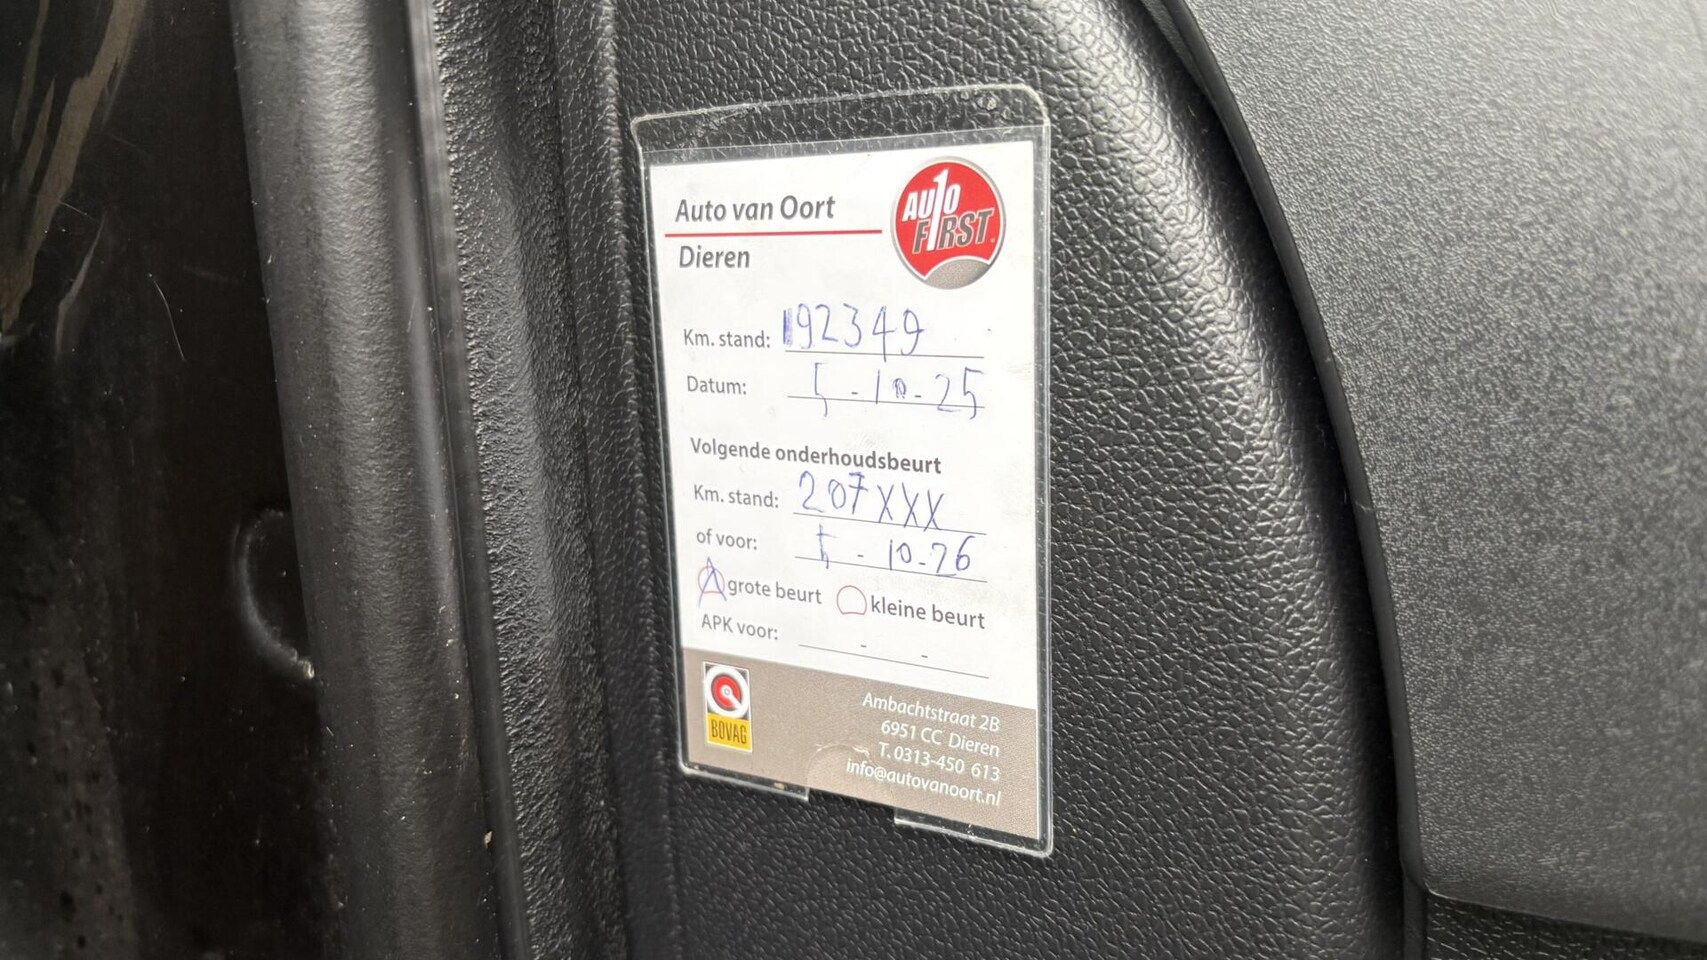 Auto van Oort
AUTO
FIRST
Dieren
Km. stand: 192349
Datum: 5 - 10 - 25
Volgende onderhoudsbeurt
Km. stand: 207xxx
of voor: 5 - 10 - 26
grote beurt kleine beurt
APK voor: - -
BOVAG
Ambachtstraat 2B
6951 CC Dieren
T. 0313-450 613
info@autovanoort.nl